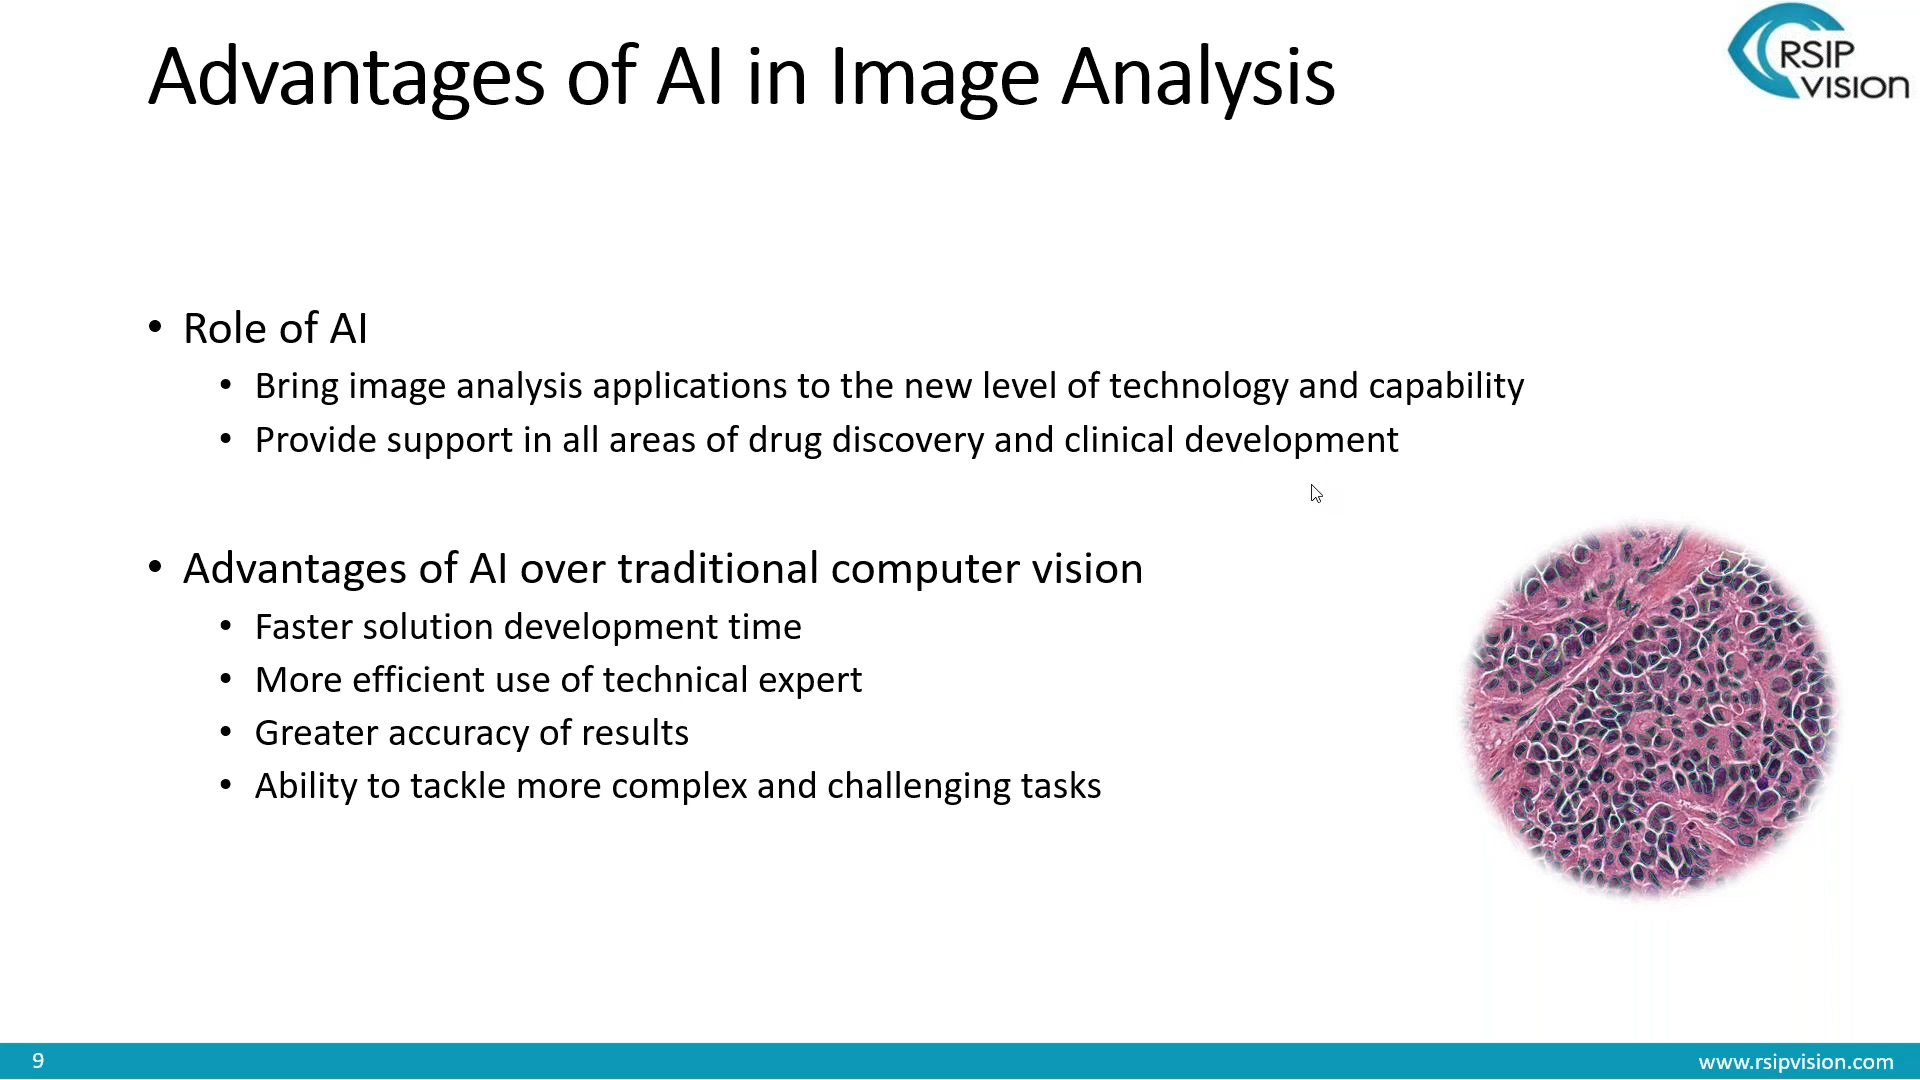 Advantages of AI in Image Analysis
RSIP
vision
• Role of AI
• Bring image analysis applications to the new level of technology and capability
• Provide support in all areas of drug discovery and clinical development
• Advantages of AI over traditional computer vision
• Faster solution development time
• More efficient use of technical expert
• Greater accuracy of results
• Ability to tackle more complex and challenging tasks
9
www.rsipvision.com